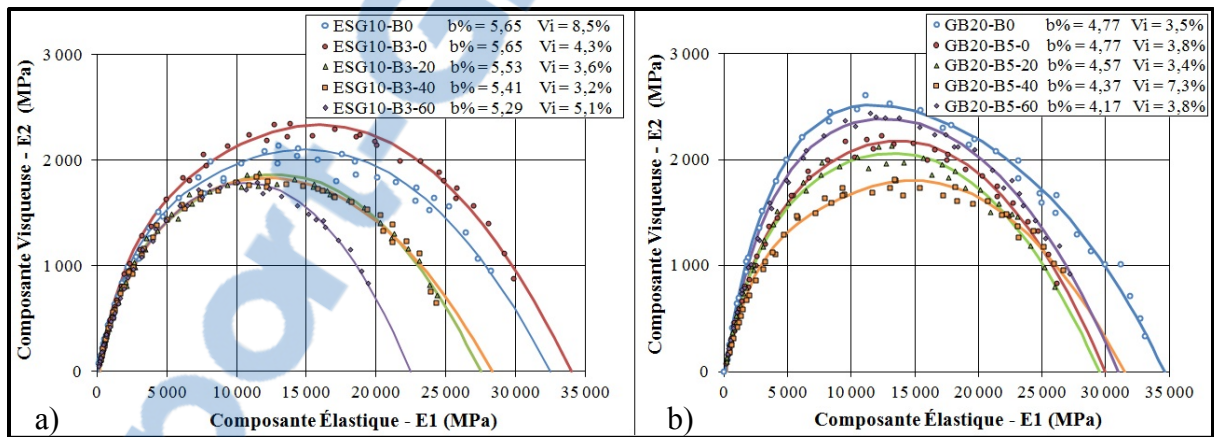 ESG10-B0 b%= 5,65 Vi = 8,5%
ESG10-B3-0 b%= 5,65 Vi = 4,3%
ESG10-B3-20 b%= 5,53 Vi = 3,6%
ESG10-B3-40 b%= 5,41 Vi = 3,2%
ESG10-B3-60 b%= 5,29 Vi = 5,1%
Composante Visqueuse - E2 (MPa)
3 000
2 000
1 000
0
0 5 000 10 000 15 000 20 000 25 000 30 000 35 000
Composante Élastique - E1 (MPa)
a)
GB20-B0 b% = 4,77 Vi = 3,5%
GB20-B5-0 b% = 4,77 Vi = 3,8%
GB20-B5-20 b% = 4,57 Vi = 3,4%
GB20-B5-40 b% = 4,37 Vi = 7,3%
GB20-B5-60 b% = 4,17 Vi = 3,8%
Composante Visqueuse - E2 (MPa)
3 000
2 000
1 000
0
0 5 000 10 000 15 000 20 000 25 000 30 000 35 000
Composante Élastique - E1 (MPa)
b)